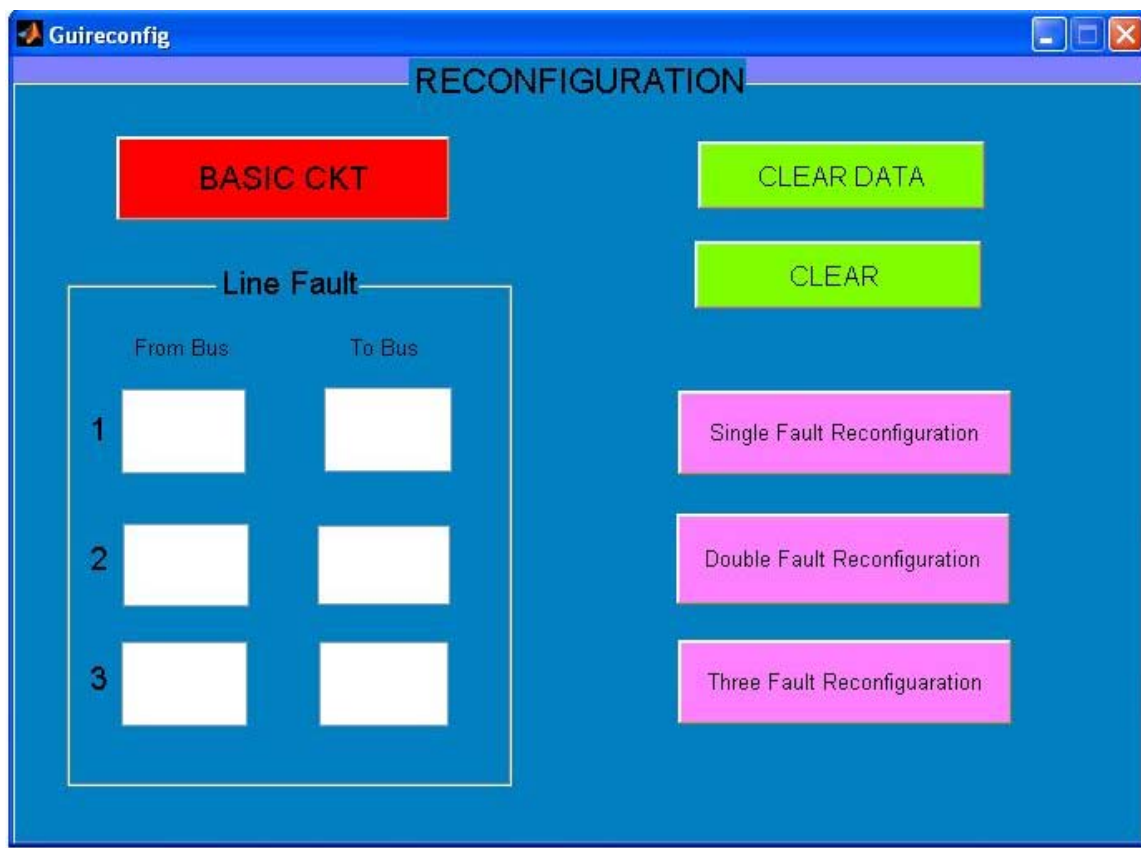 Guireconfig
RECONFIGURATION
BASIC CKT
CLEAR DATA
CLEAR
Line Fault
From Bus To Bus
1
2
3
Single Fault Reconfiguration
Double Fault Reconfiguration
Three Fault Reconfiguaration